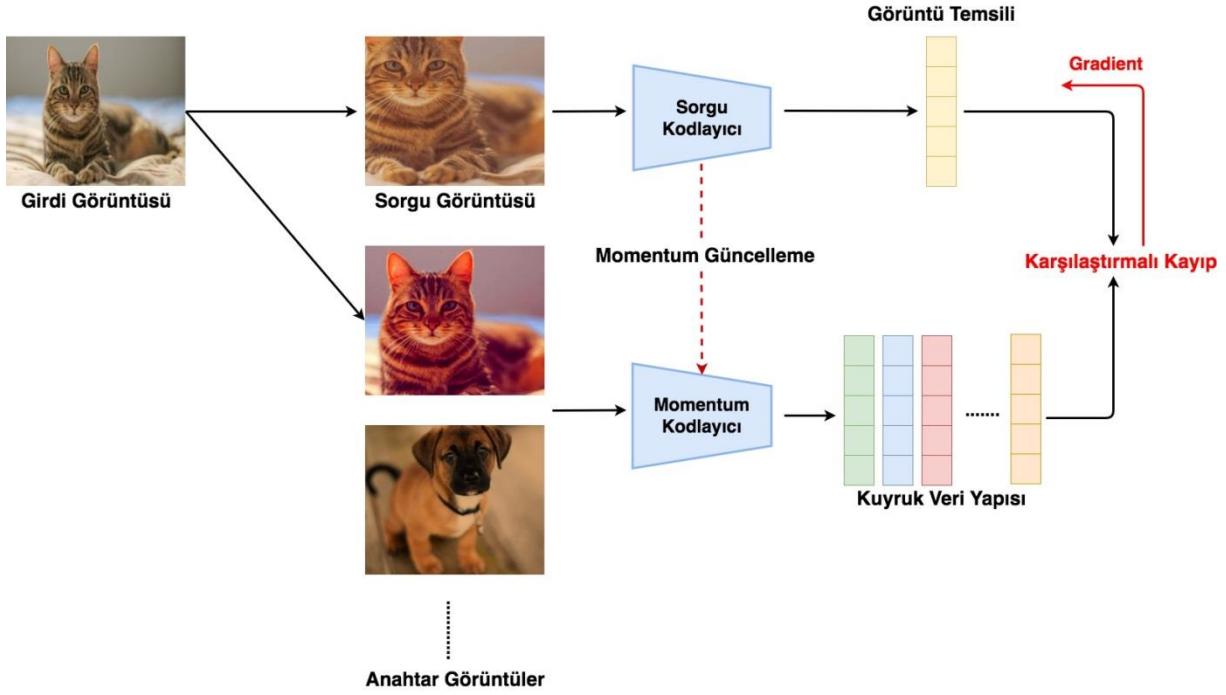 Görüntü Temsili
Gradient
Sorgu
Kodlayıcı
Girdi Görüntüsü
Sorgu Görüntüsü
Momentum Güncelleme
Karşılaştırmalı Kayıp
Momentum
Kodlayıcı
Kuyruk Veri Yapısı
Anahtar Görüntüler